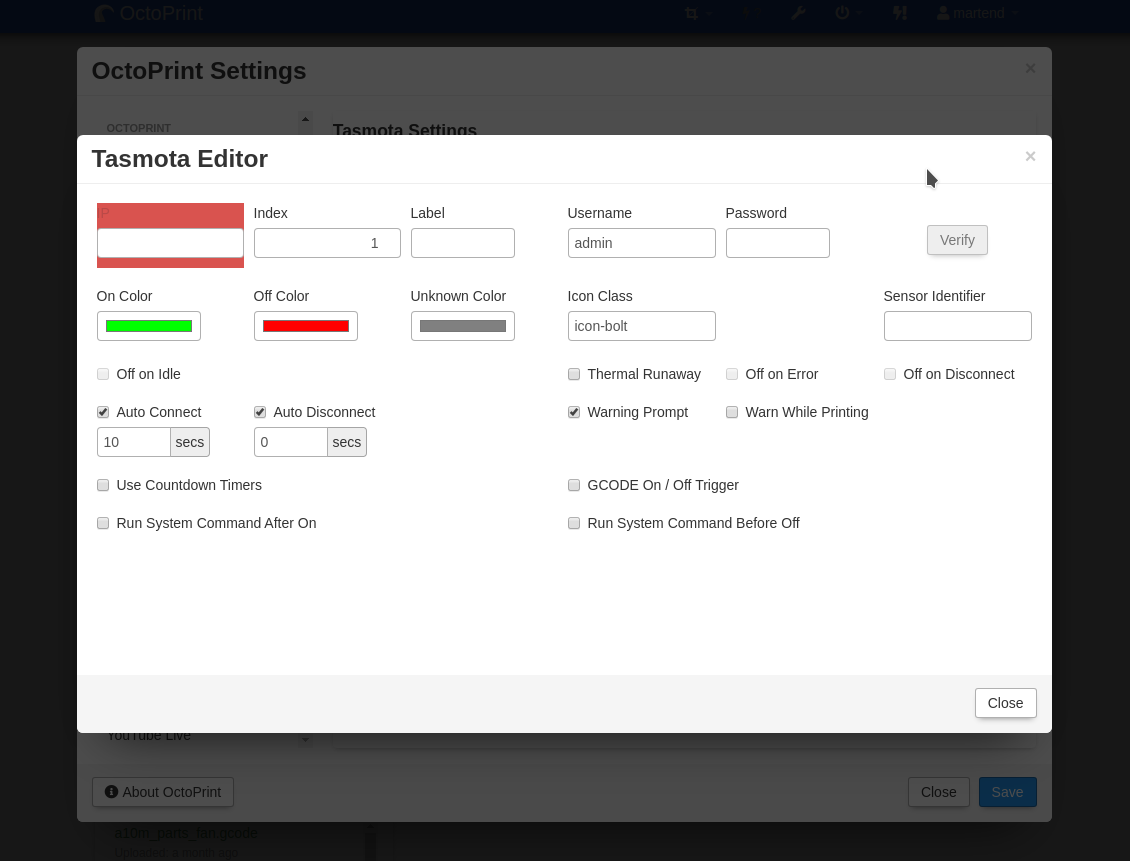 OctoPrint martend
OctoPrint Settings ×
OCTOPRINT Tasmota Settings
Tasmota Editor ×
IP Index Label Username Password
1 admin Verify
On Color Off Color Unknown Color Icon Class Sensor Identifier
icon-bolt
Off on Idle Thermal Runaway Off on Error Off on Disconnect
Auto Connect Auto Disconnect Warning Prompt Warn While Printing
10 secs 0 secs
Use Countdown Timers GCODE On / Off Trigger
Run System Command After On Run System Command Before Off
Close
YouTube Live
About OctoPrint Close Save
a10m_parts_fan.gcode
Uploaded: a month ago